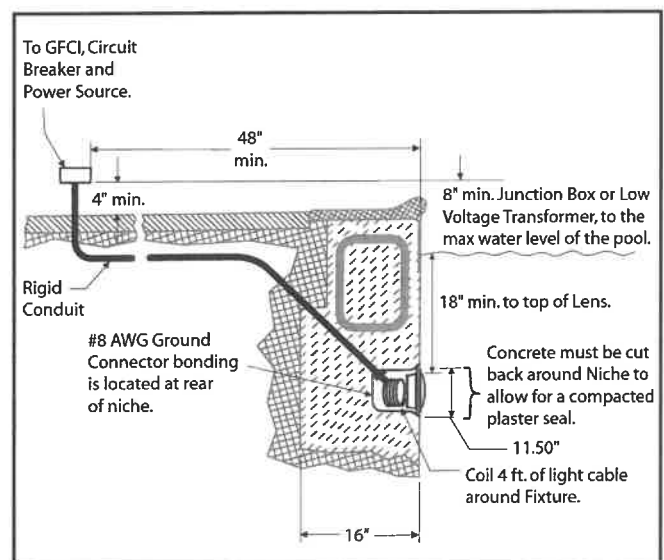 To GFCI, Circuit
Breaker and
Power Source.
48"
min.
4" min.
8" min. Junction Box or Low
Voltage Transformer, to the
max water level of the pool.
Rigid
Conduit
18" min. to top of Lens.
#8 AWG Ground
Connector bonding
is located at rear
of niche.
Concrete must be cut
back around Niche to
allow for a compacted
plaster seal.
11.50"
Coil 4 ft. of light cable
around Fixture.
16"